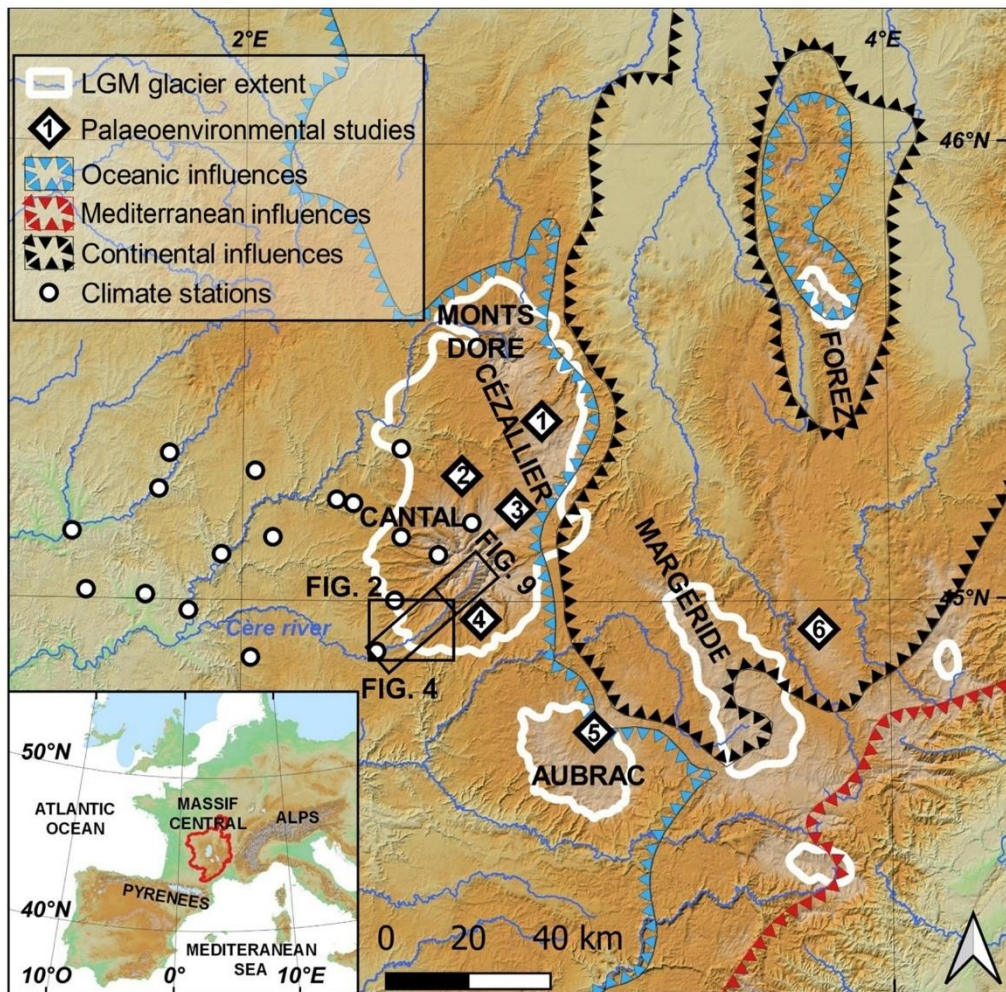 2°E
4°E
LGM glacier extent
1 Palaeoenvironmental studies
Oceanic influences
Mediterranean influences
Continental influences
Climate stations
46°N
MONTS
DORE
CÉZALLIER
FOREZ
1
2
3
CANTAL
FIG. 9
FIG. 2
MARGERIDE
45°N
4
6
Cère river
FIG. 4
5
AUBRAC
50°N
ATLANTIC
OCEAN
MASSIF
CENTRAL
ALPS
PYRENEES
40°N
MEDITERANEAN
SEA
10°O
0°
10°E
0 20 40 km